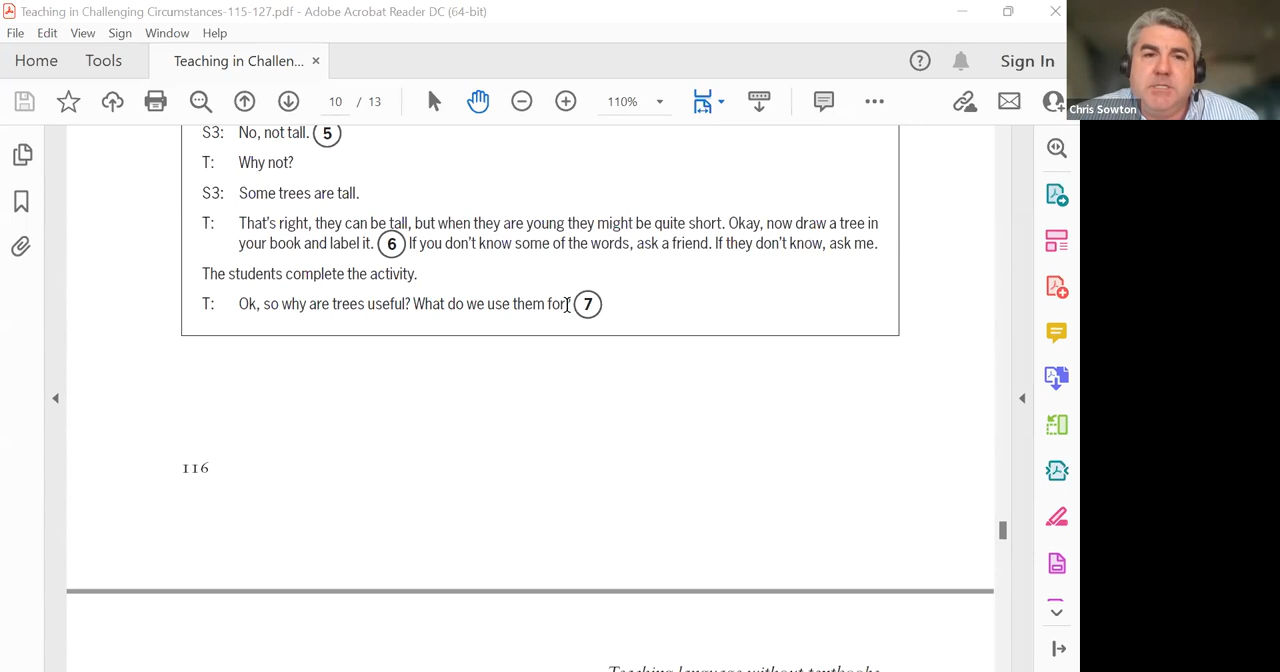 Teaching in Challenging Circumstances-115-127.pdf - Adobe Acrobat Reader DC (64-bit)
File Edit View Sign Window Help
Home Tools Teaching in Challen... × Sign In
10 / 13 110%
Chris Sowton
S3: No, not tall. 5
T: Why not?
S3: Some trees are tall.
T: That's right, they can be tall, but when they are young they might be quite short. Okay, now draw a tree in
your book and label it. 6 If you don't know some of the words, ask a friend. If they don't know, ask me.
The students complete the activity.
T: Ok, so why are trees useful? What do we use them for 7
116
Teaching language without textbooks